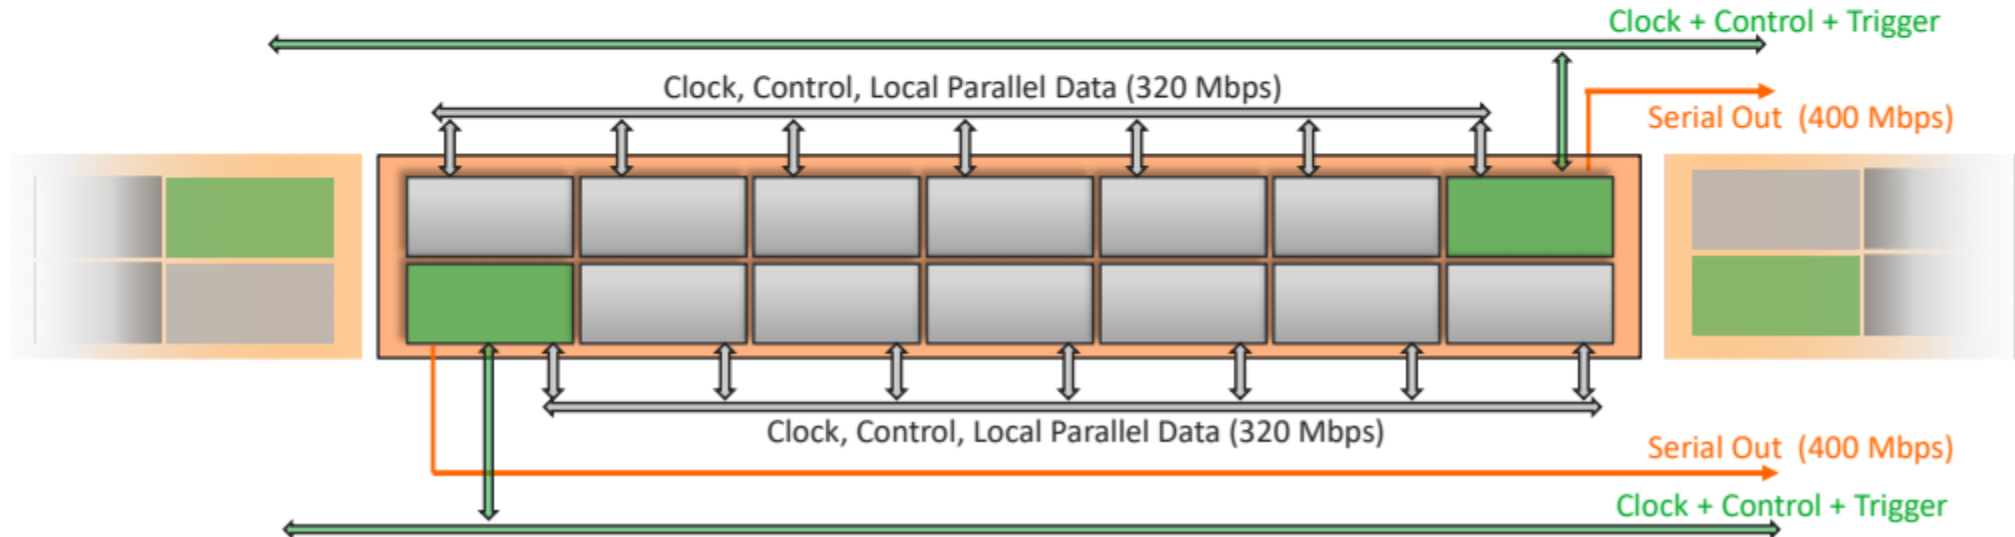 Clock + Control + Trigger
Clock, Control, Local Parallel Data (320 Mbps)
Serial Out (400 Mbps)
Clock, Control, Local Parallel Data (320 Mbps)
Serial Out (400 Mbps)
Clock + Control + Trigger